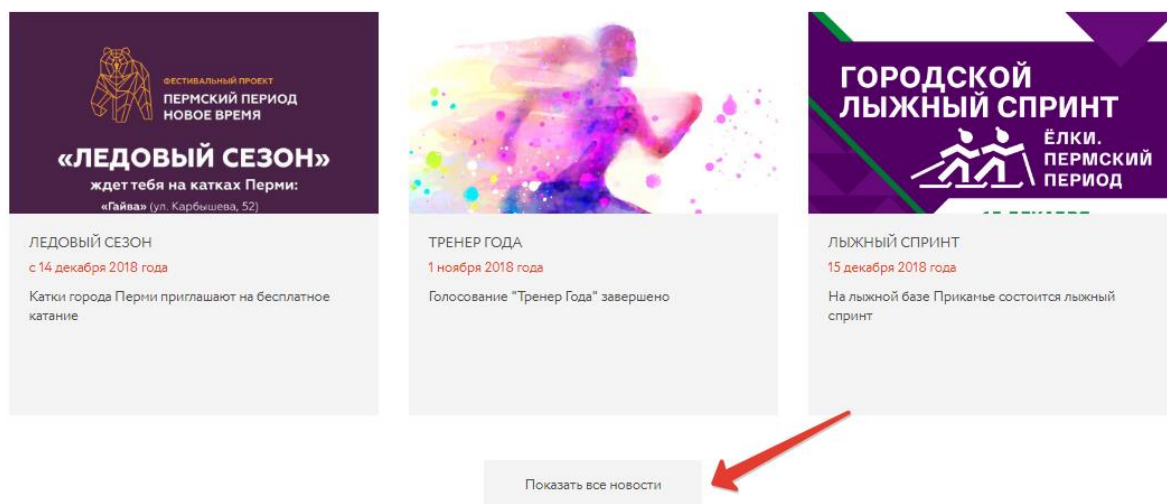 ФЕСТИВАЛЬНЫЙ ПРОЕКТ
ПЕРМСКИЙ ПЕРИОД
НОВОЕ ВРЕМЯ
«ЛЕДОВЫЙ СЕЗОН»
ждет тебя на катках Перми:
«Гайва» (ул. Карбышева, 52)
ЛЕДОВЫЙ СЕЗОН
с 14 декабря 2018 года
Катки города Перми приглашают на бесплатное
катание
ТРЕНЕР ГОДА
1 ноября 2018 года
Голосование "Тренер Года" завершено
ГОРОДСКОЙ
ЛЫЖНЫЙ СПРИНТ
ЁЛКИ.
ПЕРМСКИЙ
ПЕРИОД
ЛЫЖНЫЙ СПРИНТ
15 декабря 2018 года
На лыжной базе Прикамье состоится лыжный
спринт
Показать все новости